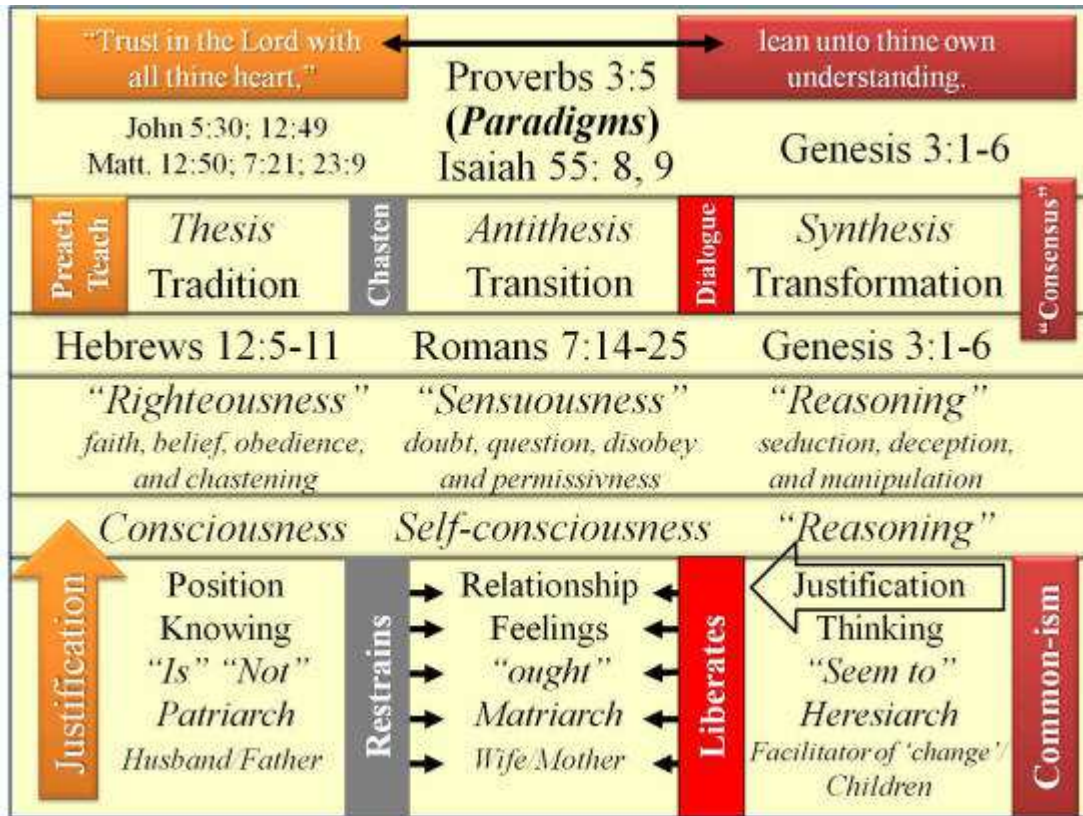 “Trust in the Lord with
all thine heart,”
lean unto thine own
understanding.
Proverbs 3:5
(Paradigms)
Isaiah 55: 8, 9
John 5:30; 12:49
Matt. 12:50; 7:21; 23:9
Genesis 3:1-6
Preach
Teach
Thesis
Tradition
Chasten
Antithesis
Transition
Dialogue
Synthesis
Transformation
“Consensus”
Hebrews 12:5-11
Romans 7:14-25
Genesis 3:1-6
“Righteousness”
faith, belief, obedience,
and chastening
“Sensuousness”
doubt, question, disobey
and permissivness
“Reasoning”
seduction, deception,
and manipulation
Consciousness
Self-consciousness
“Reasoning”
Justification
Position
Knowing
“Is” “Not”
Patriarch
Husband/Father
Restrains
Relationship
Feelings
“ought”
Matriarch
Wife/Mother
Liberates
Justification
Thinking
“Seem to”
Heresiarch
Facilitator of ‘change’/
Children
Common-ism